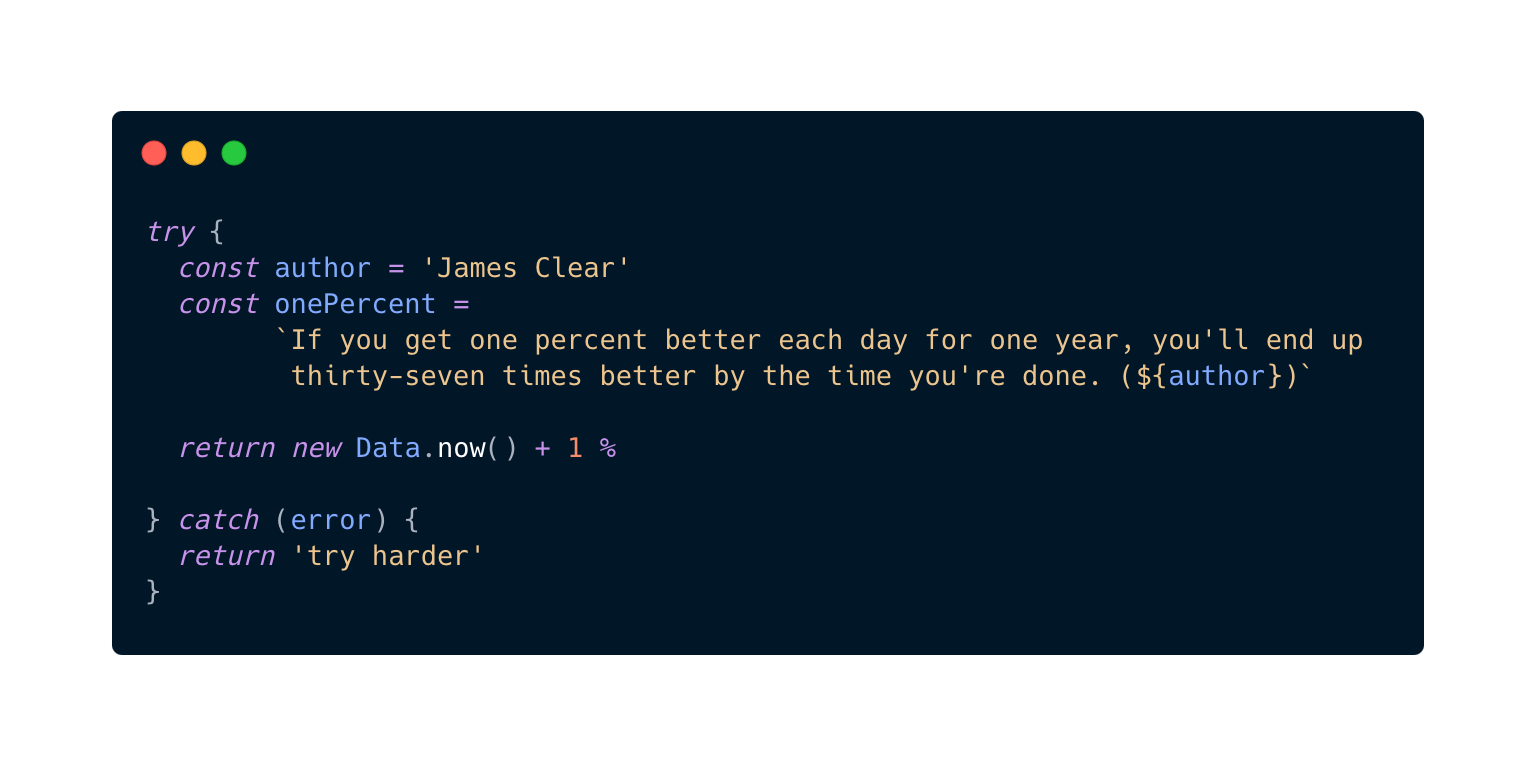 try {
  const author = 'James Clear'
  const onePercent =
        `If you get one percent better each day for one year, you'll end up
         thirty-seven times better by the time you're done. (${author})`

  return new Data.now() + 1 %

} catch (error) {
  return 'try harder'
}